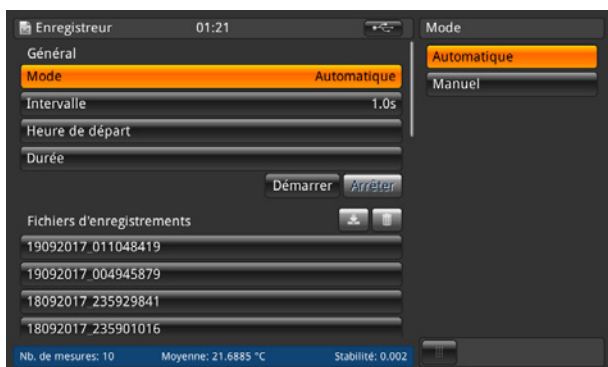 Enregistreur 01:21
Général
Mode Automatique
Intervalle 1.0s
Heure de départ
Durée
Démarrer Arrêter
Fichiers d'enregistrements
19092017_011048419
19092017_004945879
18092017_235929841
18092017_235901016
Nb. de mesures: 10 Moyenne: 21.6885 °C Stabilité: 0.002
Mode
Automatique
Manuel